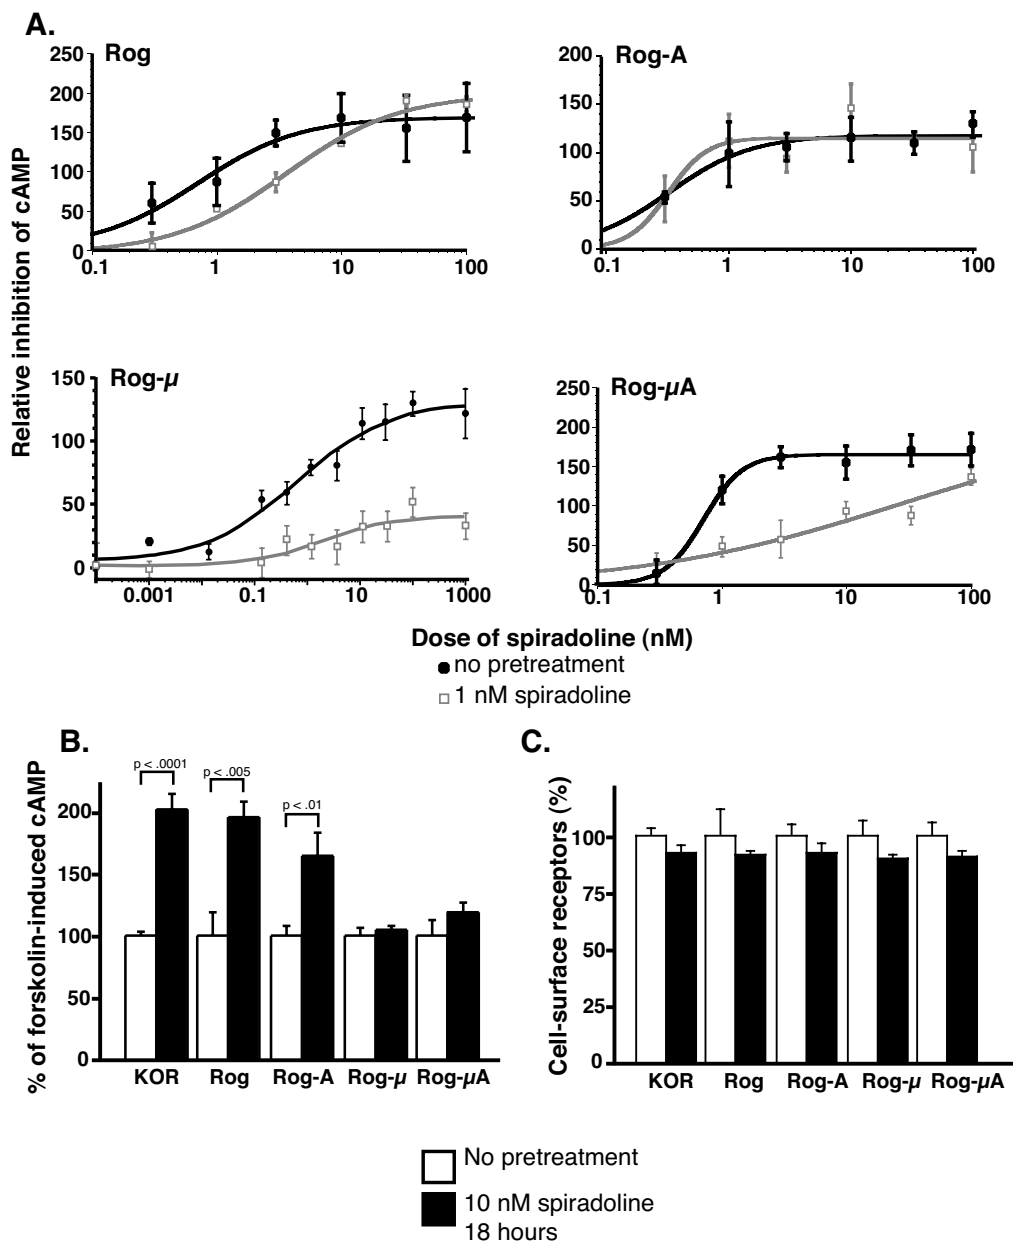 A.
Rog
Relative inhibition of cAMP
250
200
150
100
50
0
0.1
1
10
100
Rog-A
200
150
100
50
0
0.1
1
10
100
Rog-µ
150
100
50
0
0.001
0.1
10
1000
Rog-µA
250
200
150
100
50
0
0.1
1
10
100
Dose of spiradoline (nM)
no pretreatment
1 nM spiradoline
B.
% of forskolin-induced cAMP
200
150
100
50
0
p < .0001
p < .005
p < .01
KOR
Rog
Rog-A
Rog-µ
Rog-µA
C.
Cell-surface receptors (%)
100
75
50
25
0
KOR
Rog
Rog-A
Rog-µ
Rog-µA
No pretreatment
10 nM spiradoline
18 hours